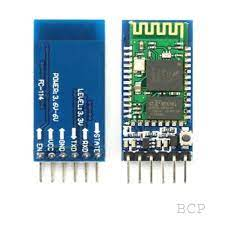 FC-114
POWER:3.6V-6V
LEVEL:3.3V
EN
VCC
GND
TXD
RXD
STATE
BCP